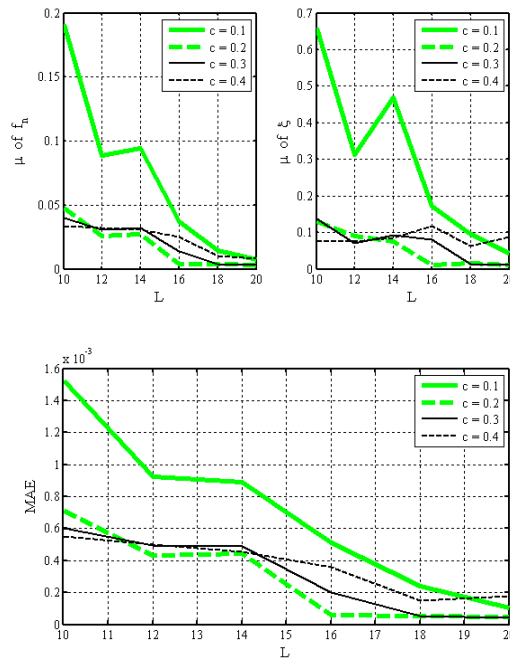 0.2
0.15
0.1
0.05
0
10 12 14 16 18 20
L
μ of fn
c = 0.1
c = 0.2
c = 0.3
c = 0.4
0.7
0.6
0.5
0.4
0.3
0.2
0.1
0
10 12 14 16 18 20
L
μ of ξ
c = 0.1
c = 0.2
c = 0.3
c = 0.4
x 10-3
1.6
1.4
1.2
1
0.8
0.6
0.4
0.2
0
10 11 12 13 14 15 16 17 18 19 20
L
MAE
c = 0.1
c = 0.2
c = 0.3
c = 0.4